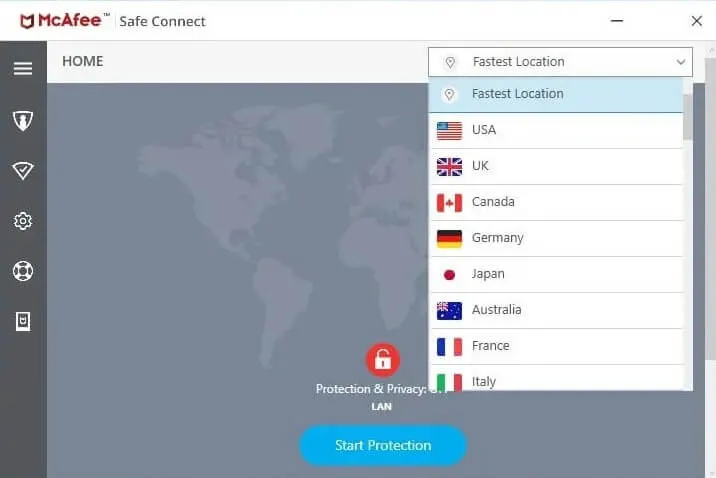 McAfee™ | Safe Connect
HOME
Fastest Location
Fastest Location
USA
UK
Canada
Germany
Japan
Australia
France
Italy
Protection & Privacy:
LAN
Start Protection